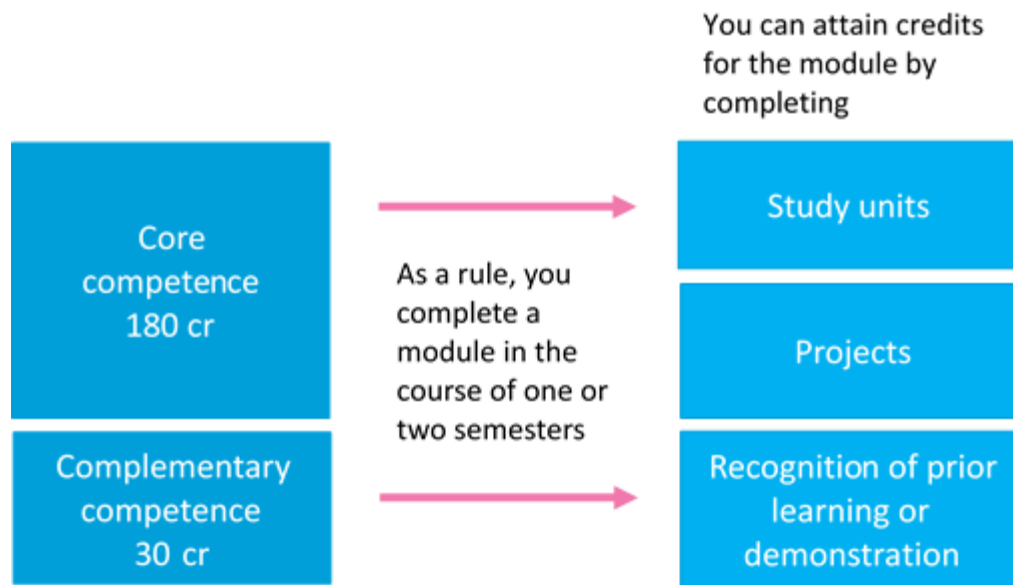 You can attain credits
for the module by
completing
Core
competence
180 cr
Study units
As a rule, you
complete a
module in the
course of one or
two semesters
Projects
Complementary
competence
30 cr
Recognition of prior
learning or
demonstration